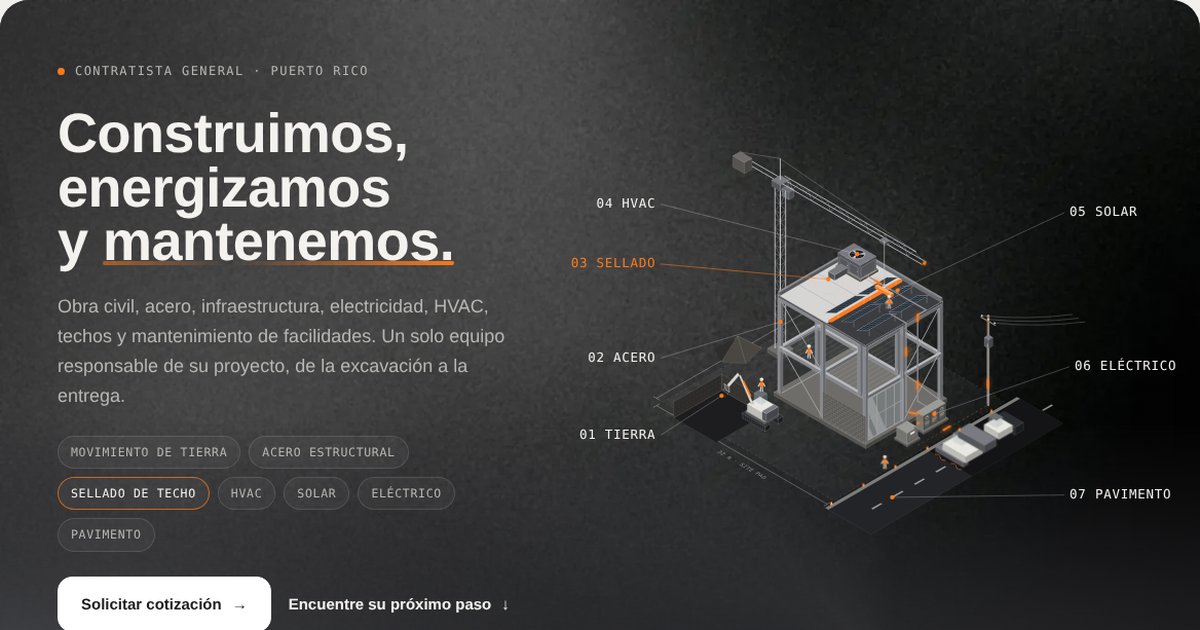 CONTRATISTA GENERAL · PUERTO RICO
Construimos,
energizamos
y mantenemos.
Obra civil, acero, infraestructura, electricidad, HVAC,
techos y mantenimiento de facilidades. Un solo equipo
responsable de su proyecto, de la excavación a la
entrega.
MOVIMIENTO DE TIERRA
ACERO ESTRUCTURAL
SELLADO DE TECHO
HVAC
SOLAR
ELÉCTRICO
PAVIMENTO
Solicitar cotización →
Encuentre su próximo paso ↓
04 HVAC
05 SOLAR
03 SELLADO
02 ACERO
06 ELÉCTRICO
01 TIERRA
07 PAVIMENTO